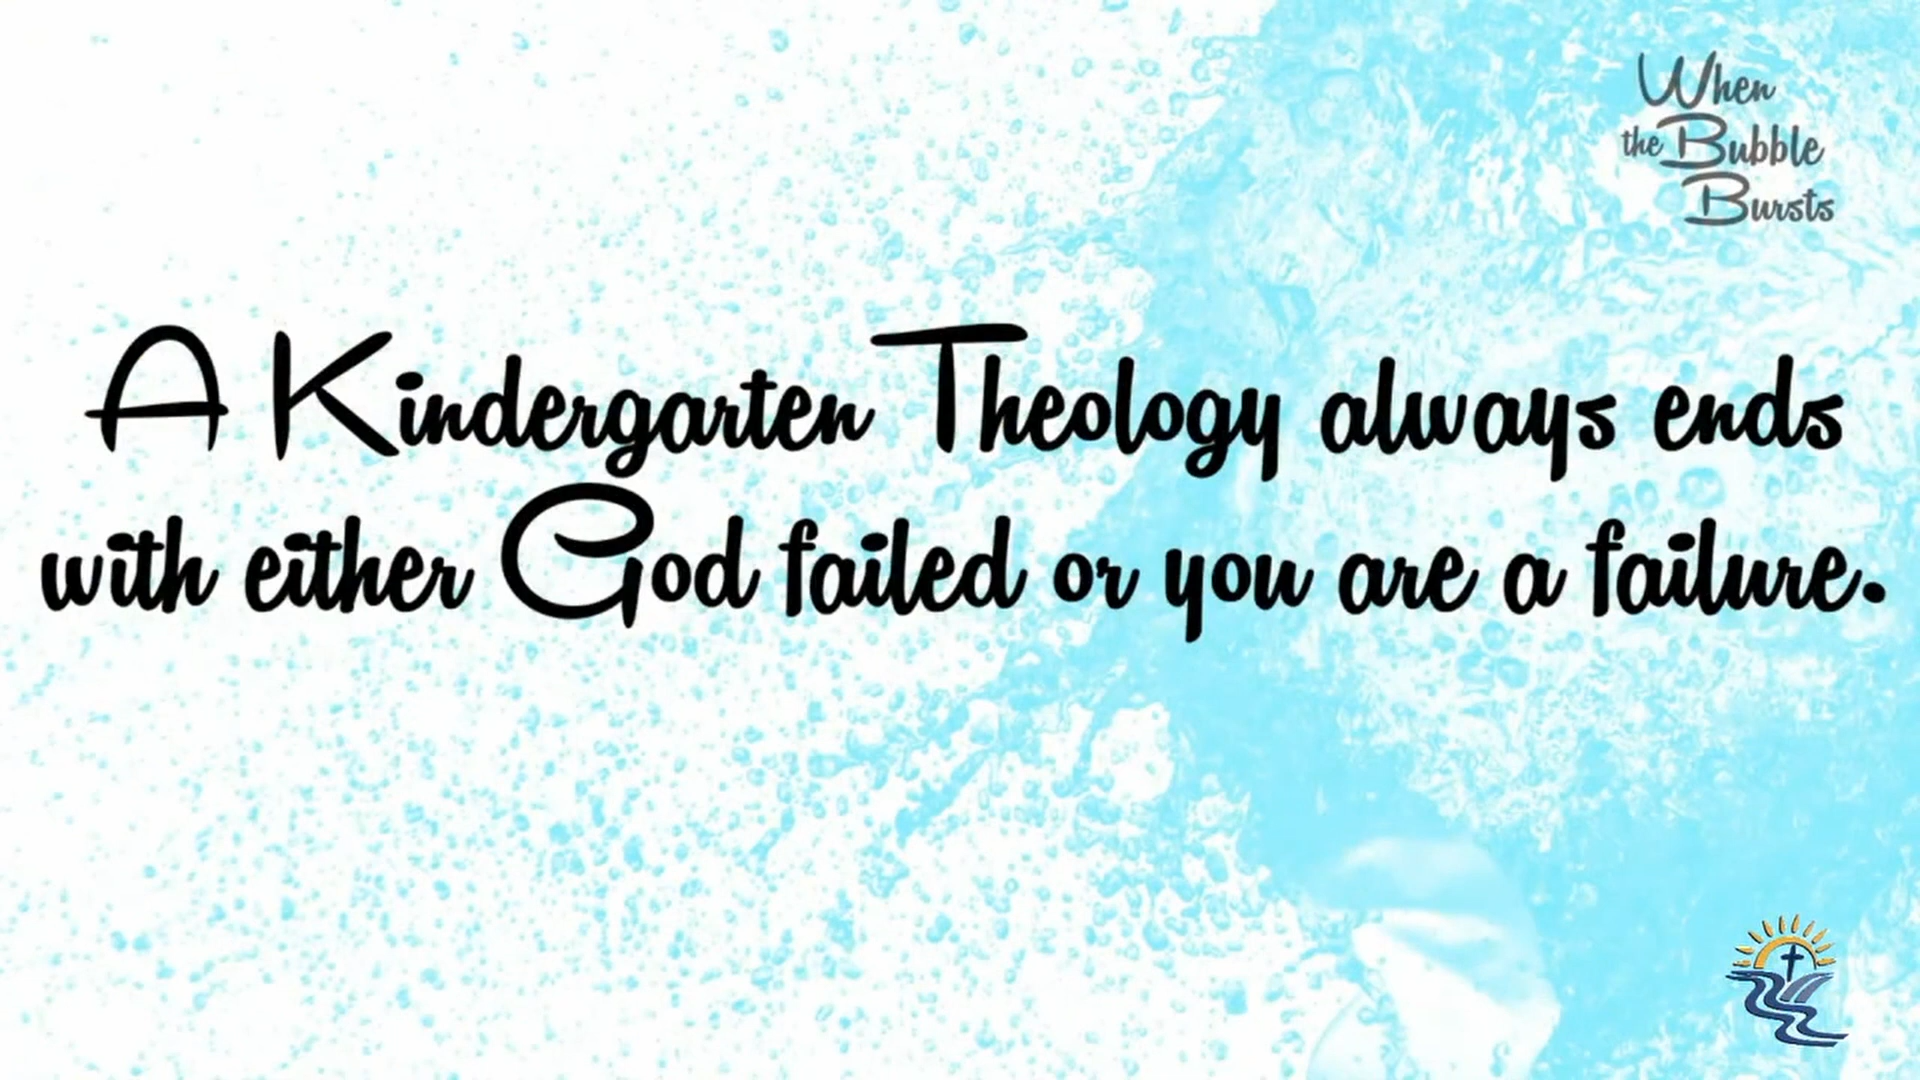 When
the Bubble
Bursts
A Kindergarten Theology always ends
with either God failed or you are a failure.